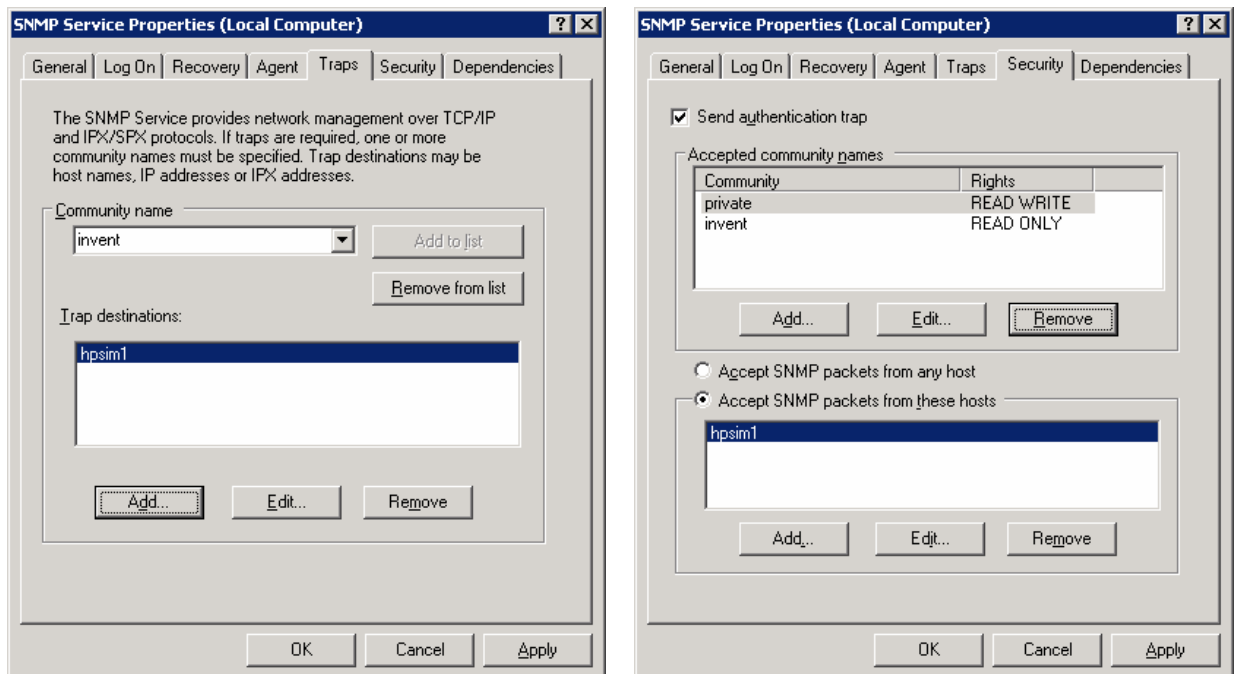 SNMP Service Properties (Local Computer)
General Log On Recovery Agent Traps Security Dependencies
The SNMP Service provides network management over TCP/IP
and IPX/SPX protocols. If traps are required, one or more
community names must be specified. Trap destinations may be
host names, IP addresses or IPX addresses.
Community name
invent
Add to list
Remove from list
Trap destinations:
hpsim1
Add... Edit... Remove
OK Cancel Apply
SNMP Service Properties (Local Computer)
General Log On Recovery Agent Traps Security Dependencies
Send authentication trap
Accepted community names
Community Rights
private READ WRITE
invent READ ONLY
Add... Edit... Remove
Accept SNMP packets from any host
Accept SNMP packets from these hosts
hpsim1
Add... Edit... Remove
OK Cancel Apply